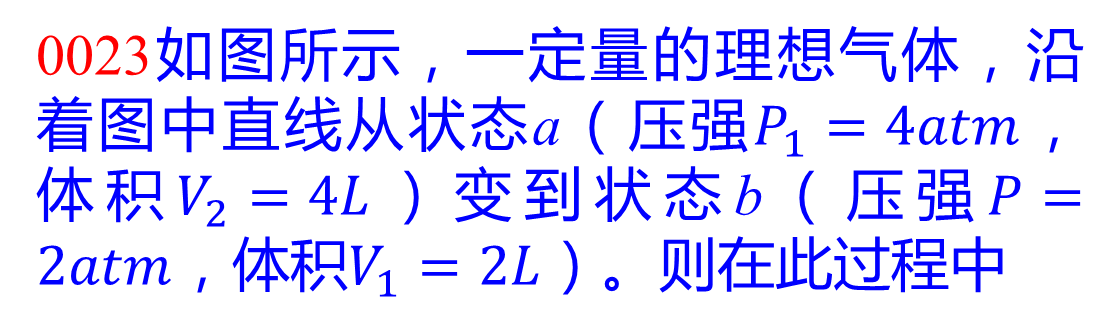 0023如图所示，一定量的理想气体，沿
着图中直线从状态a（压强P₁ = 4atm，
体积V₂ = 4L）变到状态b（压强P =
2atm，体积V₁ = 2L）。则在此过程中